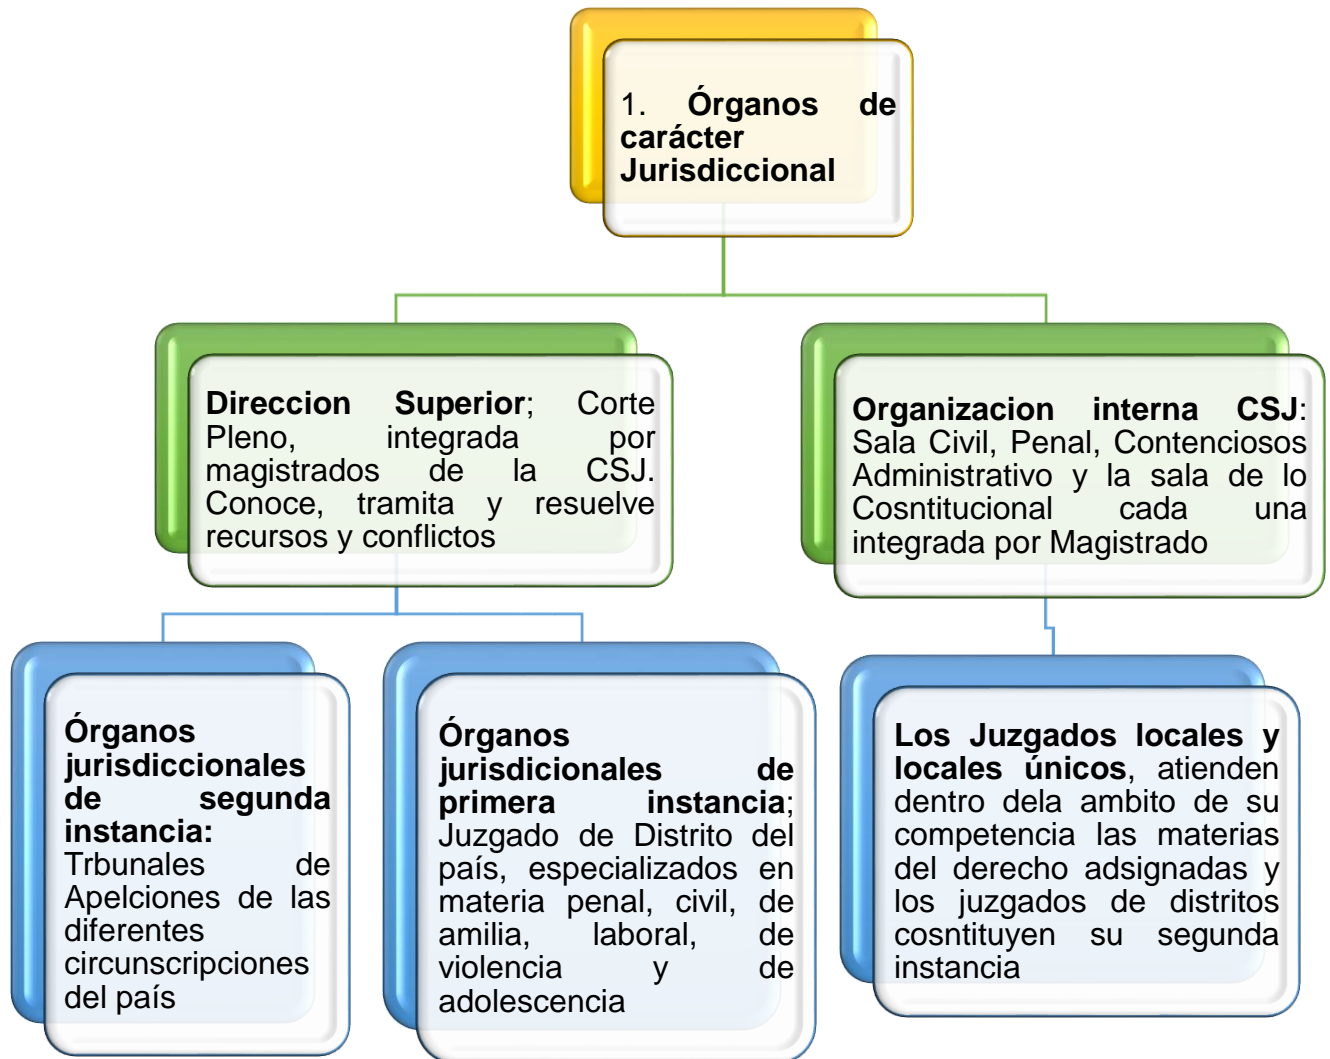 1. Órganos de
carácter
Jurisdiccional
Direccion Superior; Corte
Pleno, integrada por
magistrados de la CSJ.
Conoce, tramita y resuelve
recursos y conflictos
Organizacion interna CSJ:
Sala Civil, Penal, Contenciosos
Administrativo y la sala de lo
Cosntitucional cada una
integrada por Magistrado
Órganos
jurisdiccionales
de segunda
instancia:
Trbunales de
Apelciones de las
diferentes
circunscripciones
del país
Órganos
jurisdicionales de
primera instancia;
Juzgado de Distrito del
país, especializados en
materia penal, civil, de
amilia, laboral, de
violencia y de
adolescencia
Los Juzgados locales y
locales únicos, atienden
dentro dela ambito de su
competencia las materias
del derecho adsignadas y
los juzgados de distritos
cosntituyen su segunda
instancia